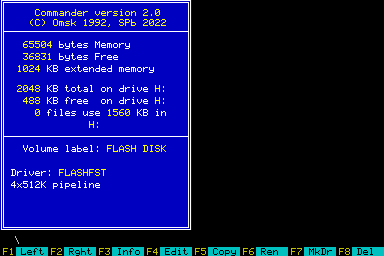 Commander version 2.0
(C) Omsk 1992, SPb 2022
65504 bytes Memory
36831 bytes Free
1024 KB extended memory
2048 KB total on drive H:
488 KB free on drive H:
0 files use 1560 KB in
H:
Volume label: FLASH DISK
Driver: FLASHFST
4x512K pipeline
\
F1 Left F2 Rght F3 Info F4 Edit F5 Copy F6 Ren F7 MkDr F8 Del